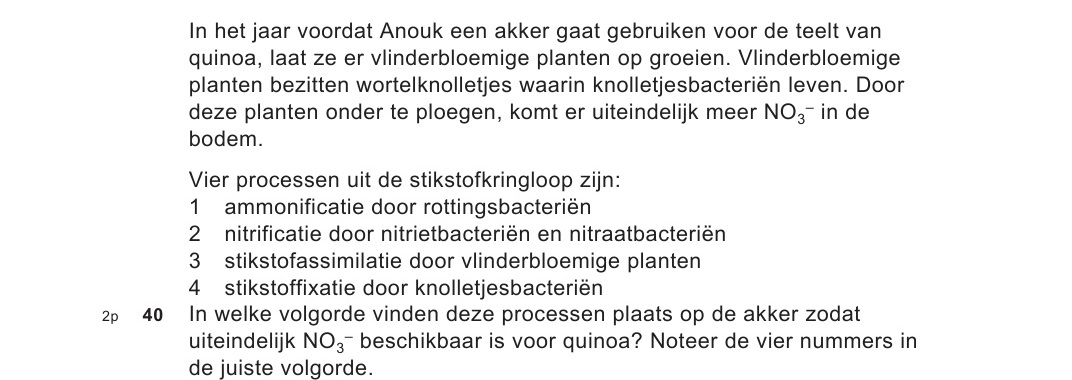 In het jaar voordat Anouk een akker gaat gebruiken voor de teelt van
quinoa, laat ze er vlinderbloemige planten op groeien. Vlinderbloemige
planten bezitten wortelknolletjes waarin knolletjesbacteriën leven. Door
deze planten onder te ploegen, komt er uiteindelijk meer NO₃⁻ in de
bodem.
Vier processen uit de stikstofkringloop zijn:
1 ammonificatie door rottingsbacteriën
2 nitrificatie door nitrietbacteriën en nitraatbacteriën
3 stikstofassimilatie door vlinderbloemige planten
4 stikstoffixatie door knolletjesbacteriën
2p 40 In welke volgorde vinden deze processen plaats op de akker zodat
uiteindelijk NO₃⁻ beschikbaar is voor quinoa? Noteer de vier nummers in
de juiste volgorde.